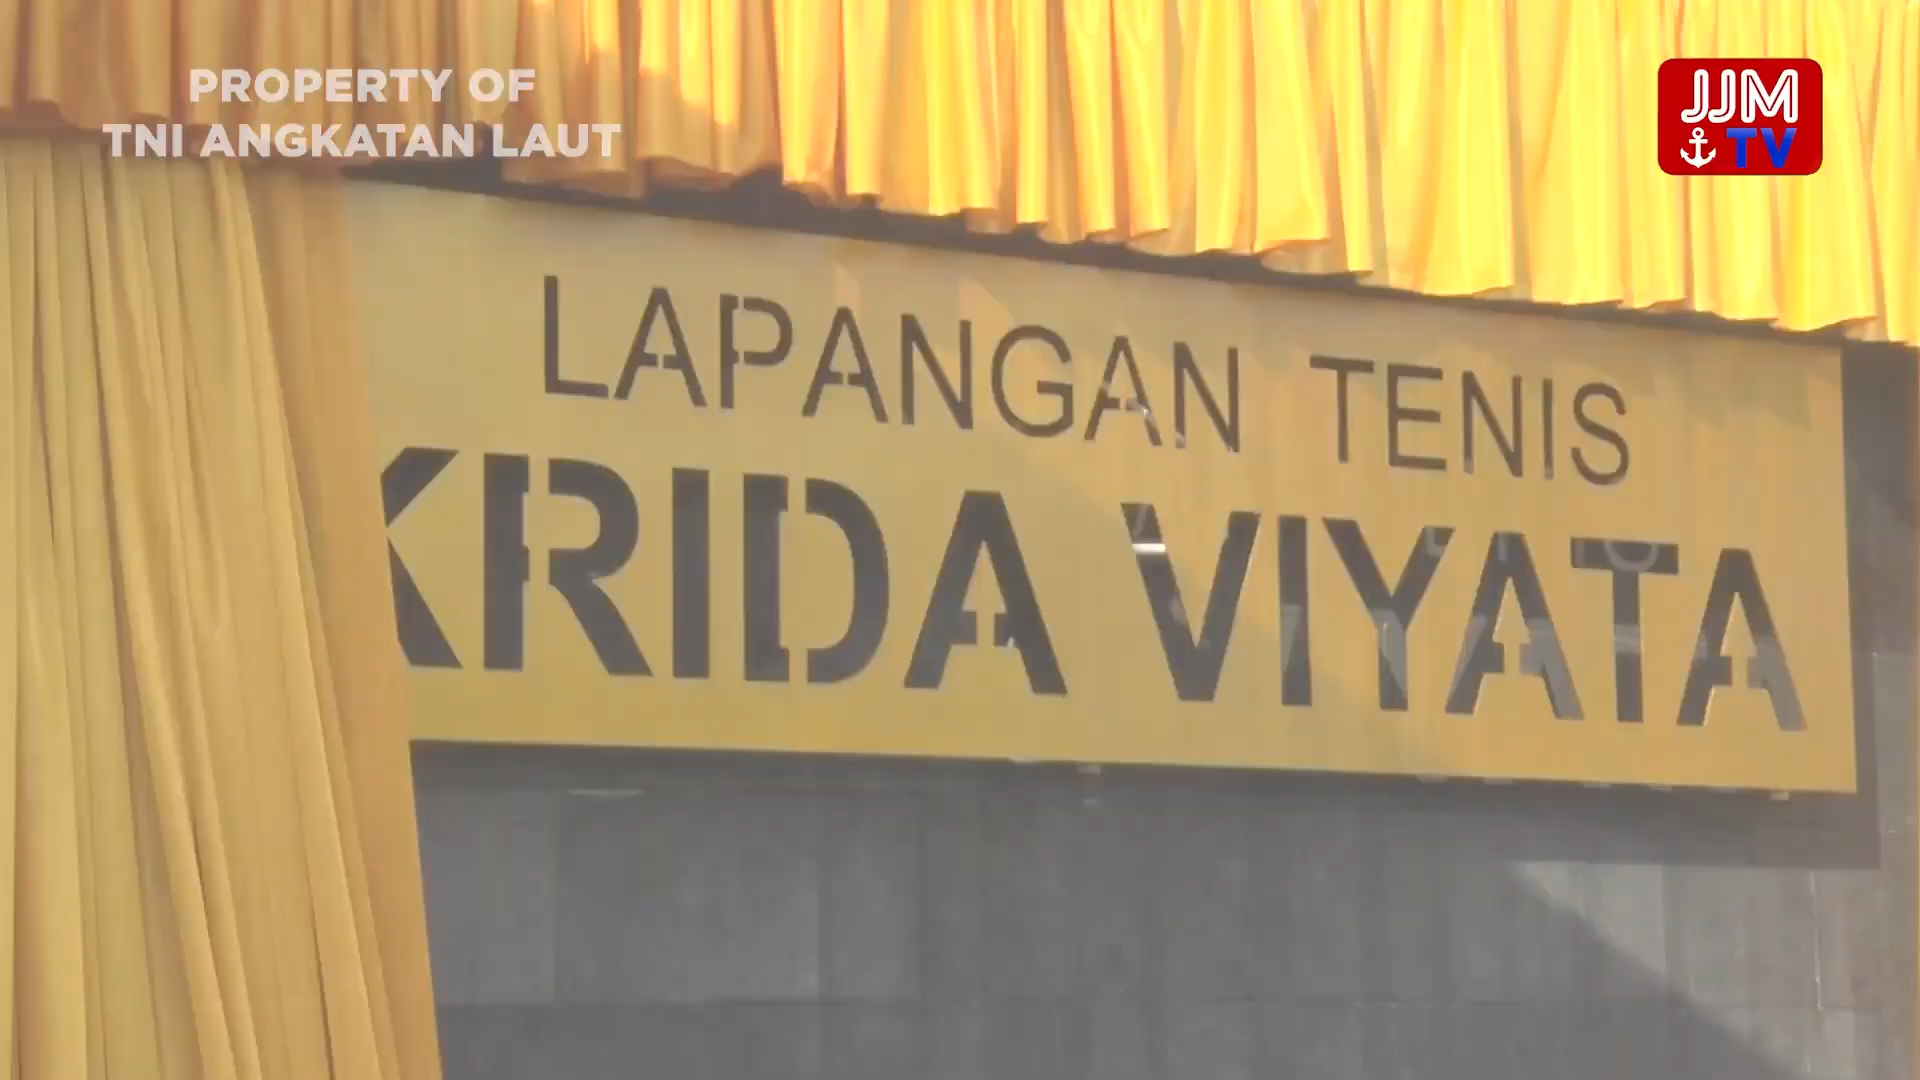 PROPERTY OF
TNI ANGKATAN LAUT
JJM
TV
LAPANGAN TENIS
KRIDA VIYATA